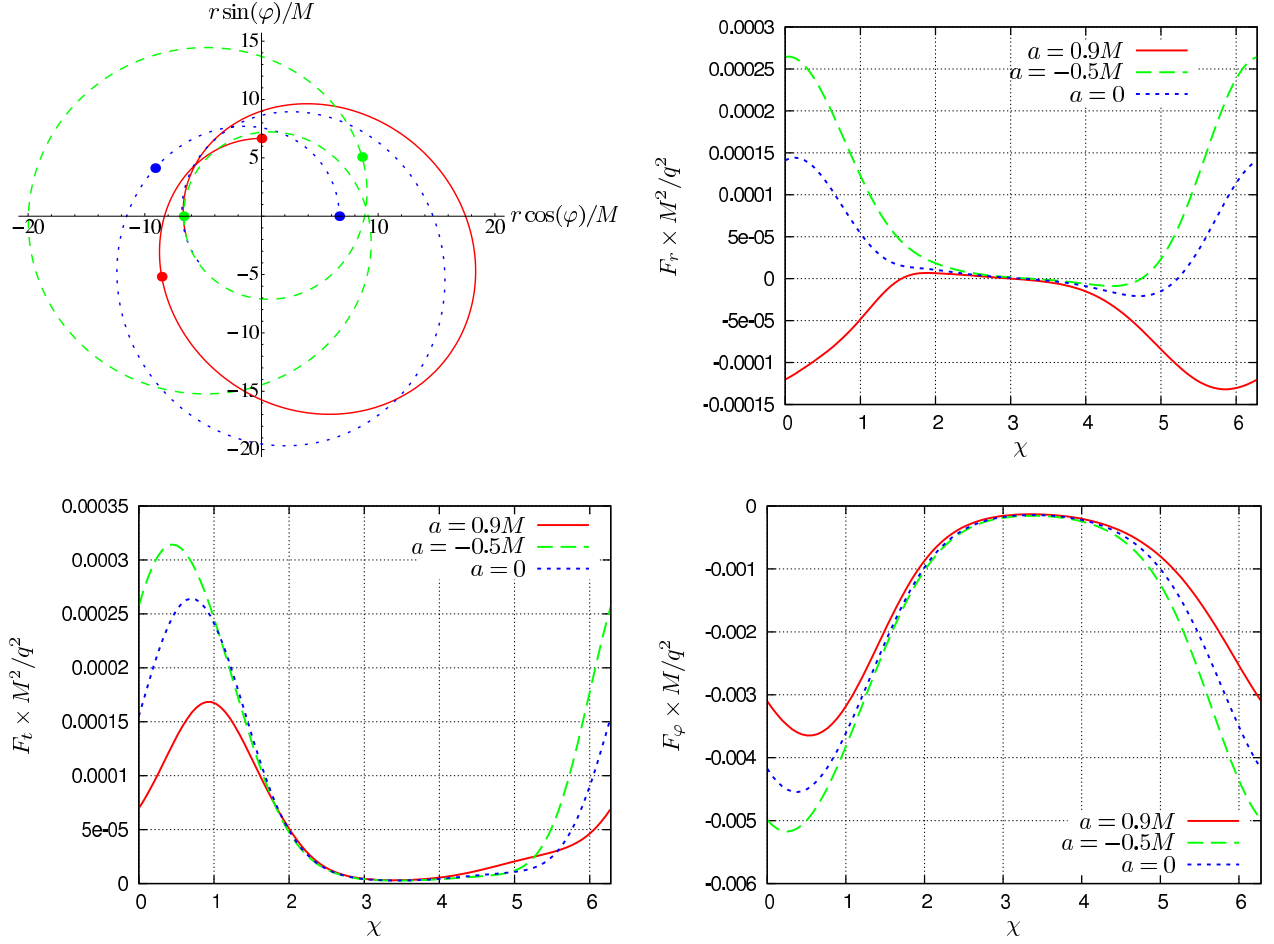 r sin(φ)/M
15
10
5
−5
−10
−15
−20
−20 −10 10 20
r cos(φ)/M
0.0003
0.00025
0.0002
0.00015
0.0001
5e-05
0
-5e-05
-0.0001
-0.00015
F_r × M²/q²
a = 0.9M
a = −0.5M
a = 0
0 1 2 3 4 5 6
χ
0.00035
0.0003
0.00025
0.0002
0.00015
0.0001
5e-05
0
F_t × M²/q²
a = 0.9M
a = −0.5M
a = 0
0 1 2 3 4 5 6
χ
0
-0.001
-0.002
-0.003
-0.004
-0.005
-0.006
F_φ × M/q²
a = 0.9M
a = −0.5M
a = 0
0 1 2 3 4 5 6
χ